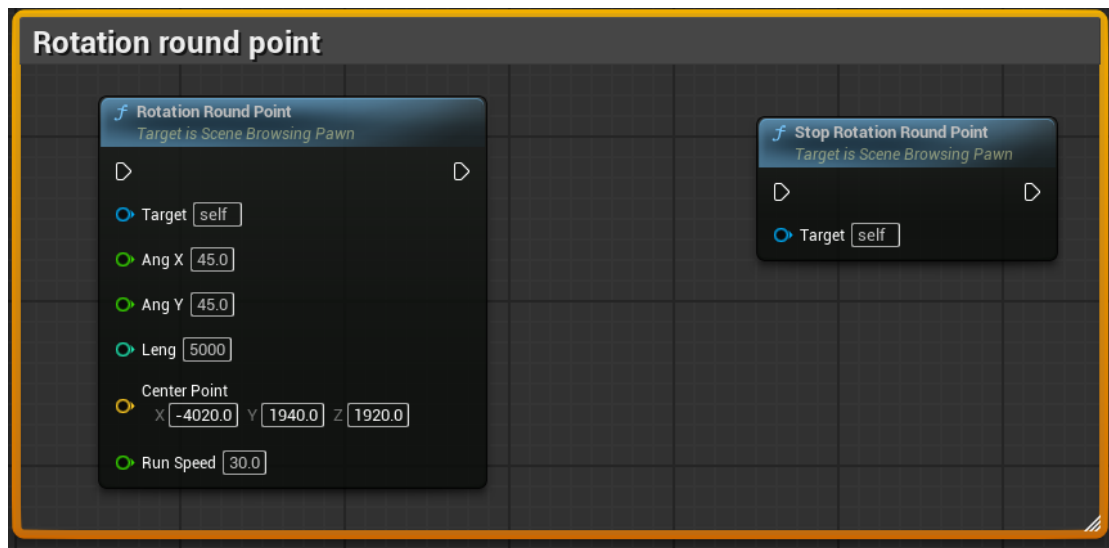 Rotation round point
f Rotation Round Point
Target is Scene Browsing Pawn
Target self
Ang X 45.0
Ang Y 45.0
Leng 5000
Center Point
X -4020.0 Y 1940.0 Z 1920.0
Run Speed 30.0
f Stop Rotation Round Point
Target is Scene Browsing Pawn
Target self